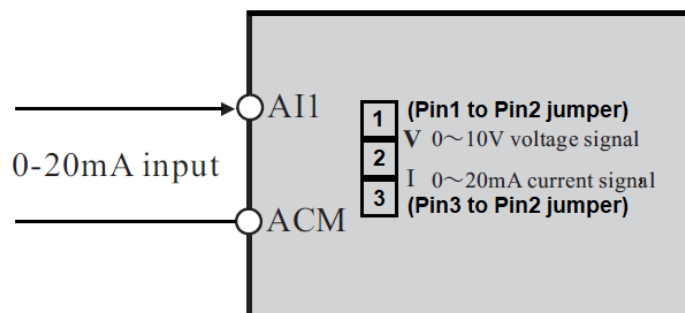 AI1
0-20mA input
ACM
1
2
3
(Pin1 to Pin2 jumper)
V 0～10V voltage signal
I 0～20mA current signal
(Pin3 to Pin2 jumper)